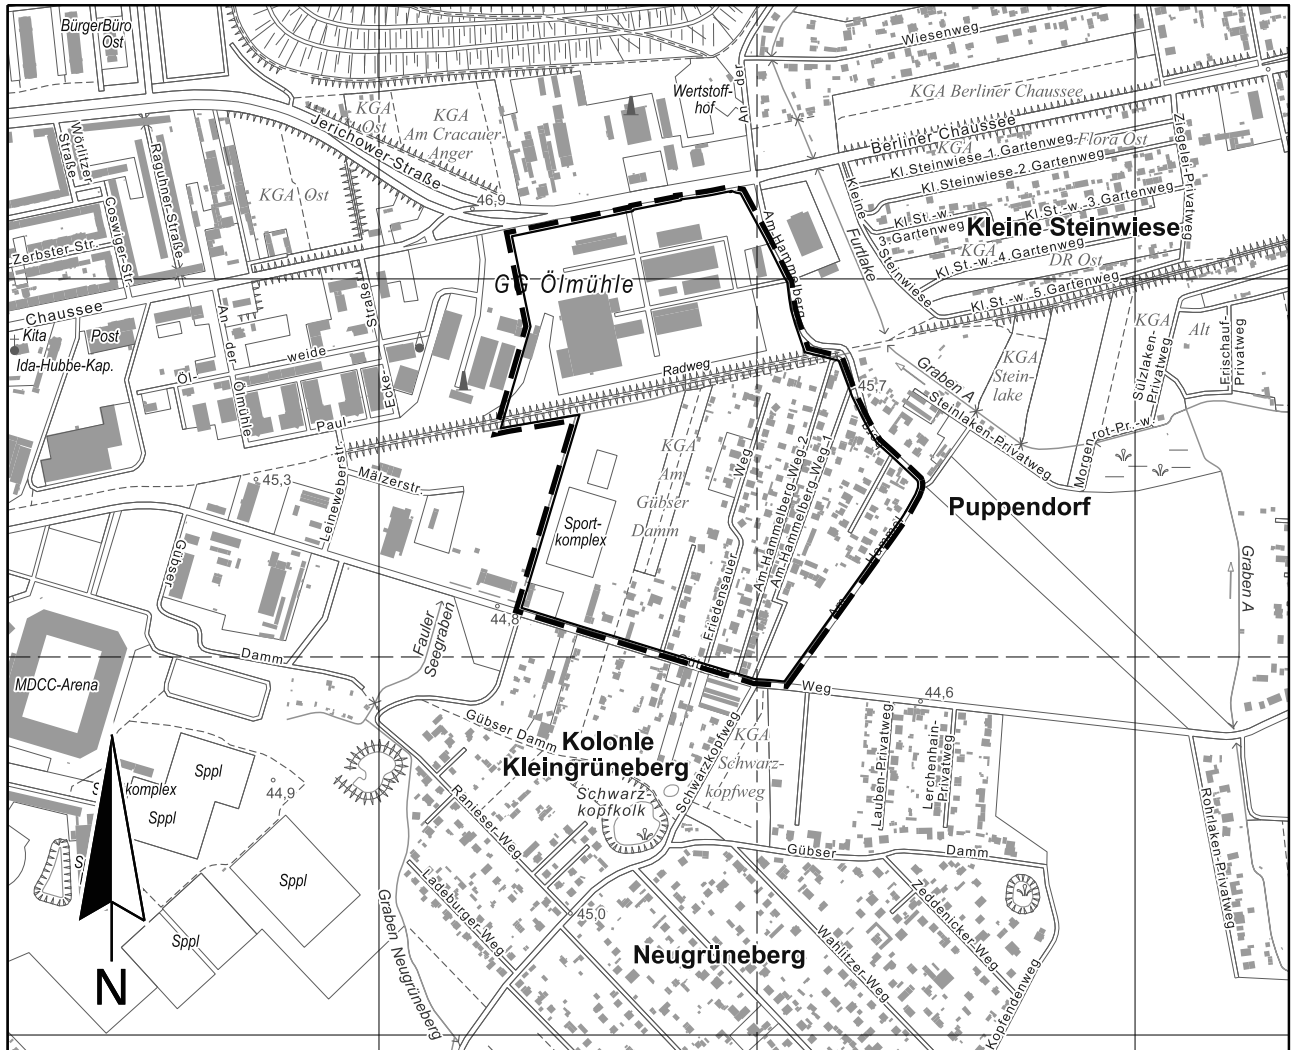 BürgerBüro
Ost
Wiesenweg
An der
Wertstoff-
hof
KGA Berliner Chaussee
KGA
Ost
KGA
Am Cracauer
Anger
Jerichower-Straße
Berliner Chaussee
KGA
Flora Ost
Kl.Steinwiese-1.Gartenweg
Kl.Steinwiese-2.Gartenweg
Ziegelei-Privatweg
Wörlitzer
Straße
Raguhner-Straße
Coswiger-Str.
Zerbster-Str.
KGA Ost
46,9
Kleine
Steinwiese
Furtlake
Am-Hammelberg
Kl.St.-w.
3.Gartenweg
Kl.St.-w. 3.Gartenweg
Kleine Steinwiese
KGA
Kl.St.-w.4.Gartenweg
DR Ost
Kl.St.-w.5.Gartenweg
GG Ölmühle
Chaussee
Kita
Post
Ida-Hubbe-Kap.
An der Ölmühle
Straße
Öl-
weide
Paul
Ecke
Radweg
KGA
Alt
Sülzlaken-
Privatweg
Frischauf-
Privatweg
KGA
Stein-
lake
Graben A
Steinlaken-Privatweg
Morgenrot-Pr.-w.
45,7
45,3
Mälzerstr.
Leineweberstr.
Sport-
komplex
KGA
Am
Gübser
Damm
Friedensauer
Weg
Am-Hammelberg-Weg-2
Am-Hammelberg-Weg-1
Am Hammel
Puppendorf
Graben A
Gübser
Damm
44,8
Fauler
Seegraben
MDCC-Arena
Weg
44,6
Gübser Damm
Kolonle
Kleingrüneberg
Schwarz-
kopfkolk
Schwarzkopfweg
KGA
Schwarz-
kopfweg
Lauben-Privatweg
Lerchenhain-
Privatweg
Rohrlaken-Privatweg
Sppl
komplex
Sppl
44,9
Sppl
Sppl
Ranieser-Weg
Ladeburger-Weg
Graben Neugrüneberg
45,0
Gübser
Damm
Zeddenicker-Weg
Wahlitzer-Weg
Kopfendenweg
Neugrüneberg
N